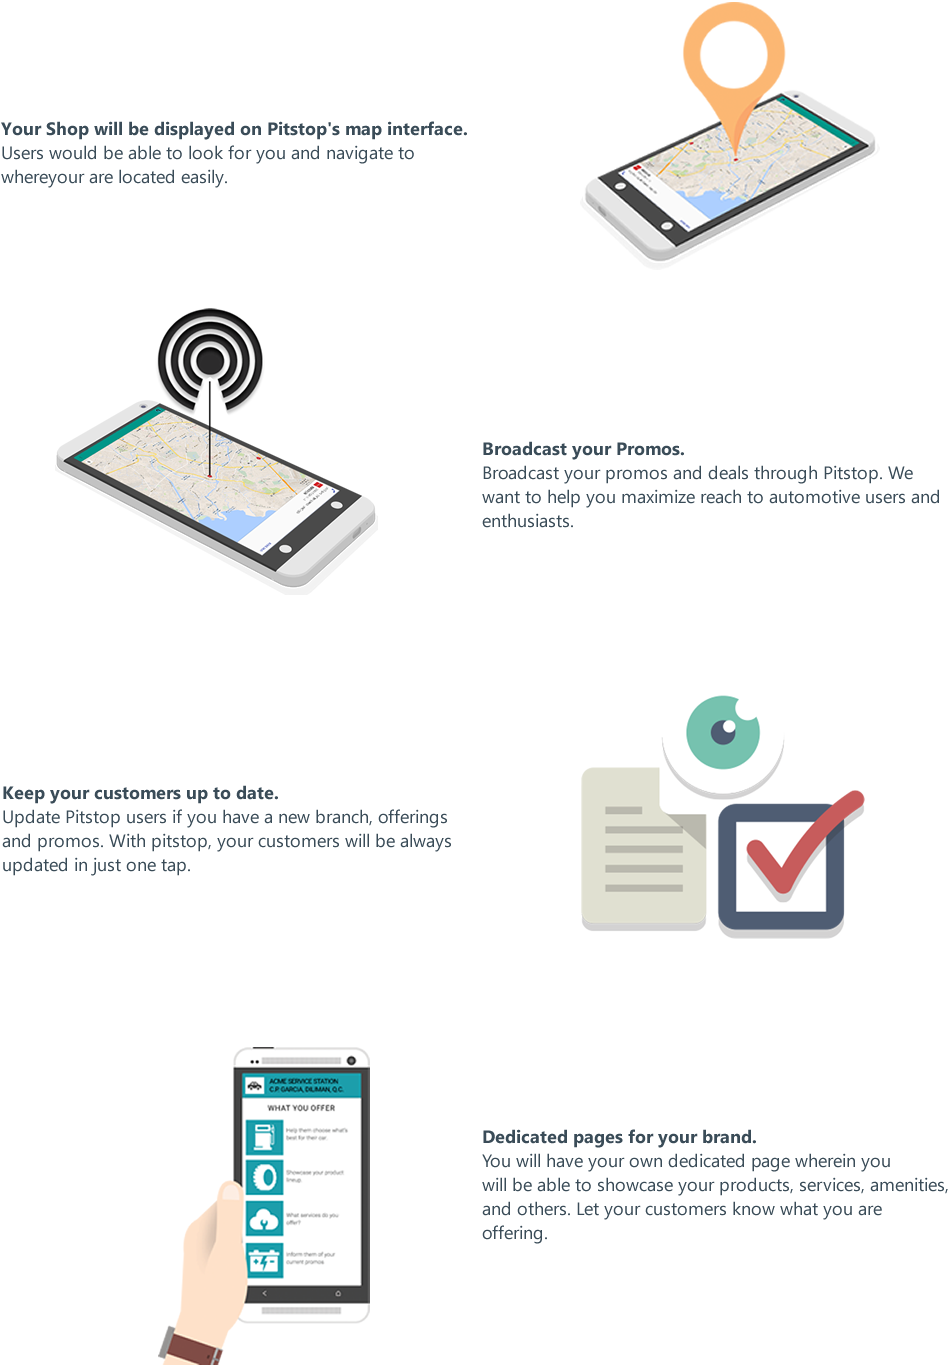 Your Shop will be displayed on Pitstop's map interface.
Users would be able to look for you and navigate to
whereyour are located easily.
Broadcast your Promos.
Broadcast your promos and deals through Pitstop. We
want to help you maximize reach to automotive users and
enthusiasts.
Keep your customers up to date.
Update Pitstop users if you have a new branch, offerings
and promos. With pitstop, your customers will be always
updated in just one tap.
ACME SERVICE STATION
C.P. GARCIA, DILIMAN, Q.C.
WHAT YOU OFFER
Help them choose what's
best for their car.
Showcase your product
lineup.
What services do you
offer?
Inform them of your
current promos
Dedicated pages for your brand.
You will have your own dedicated page wherein you
will be able to showcase your products, services, amenities,
and others. Let your customers know what you are
offering.